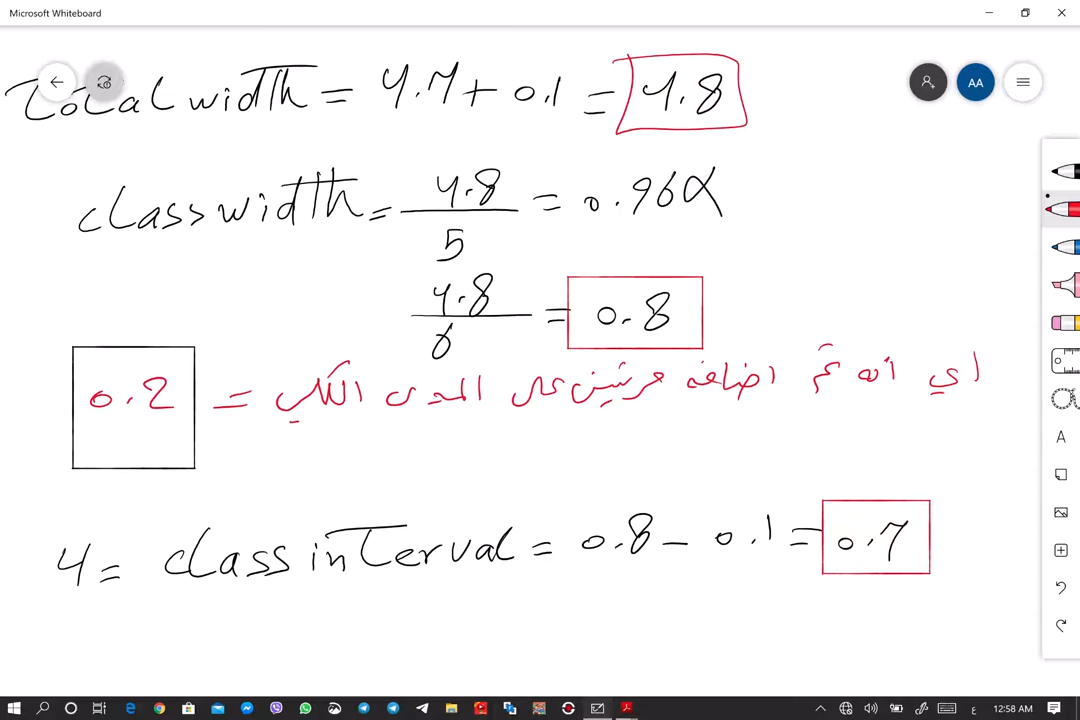 Microsoft Whiteboard
Total width = 4.7 + 0.1 = 4.8
AA
class width = 4.8 / 5 = 0.96 α
4.8 / 6 = 0.8
اي انه تم اضافة مرتين على المدى الكلي = 0.2
4 = class interval = 0.8 - 0.1 = 0.7
A
ع 12:58 AM